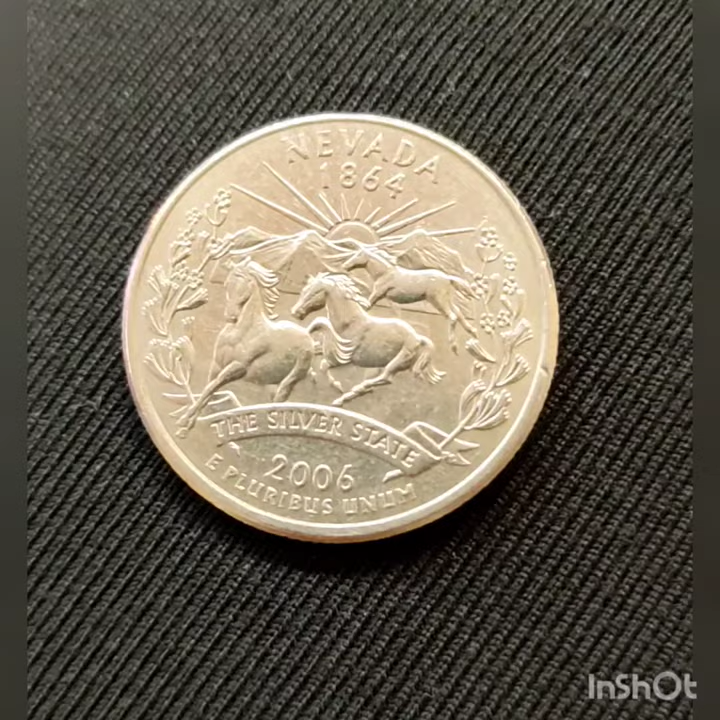 NEVADA
1864
THE SILVER STATE
2006
E PLURIBUS UNUM
InShOt